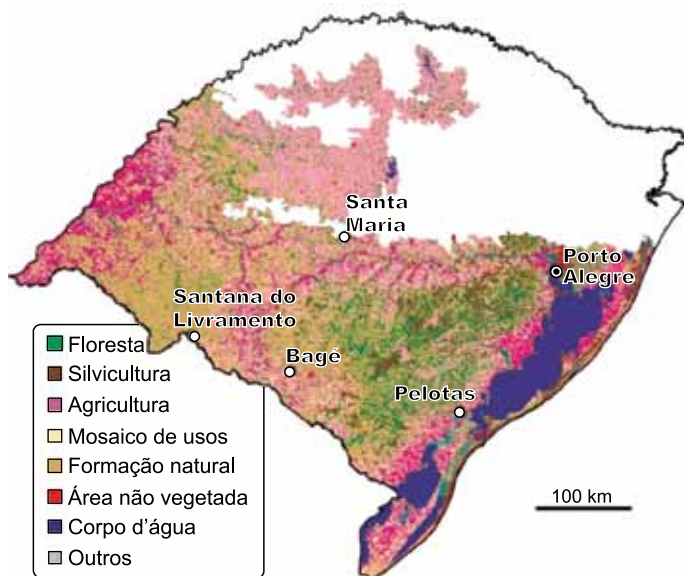 Santa
Maria
Porto
Alegre
Santana do
Livramento
Bagé
Pelotas
Floresta
Silvicultura
Agricultura
Mosaico de usos
Formação natural
Área não vegetada
Corpo d'água
Outros
100 km